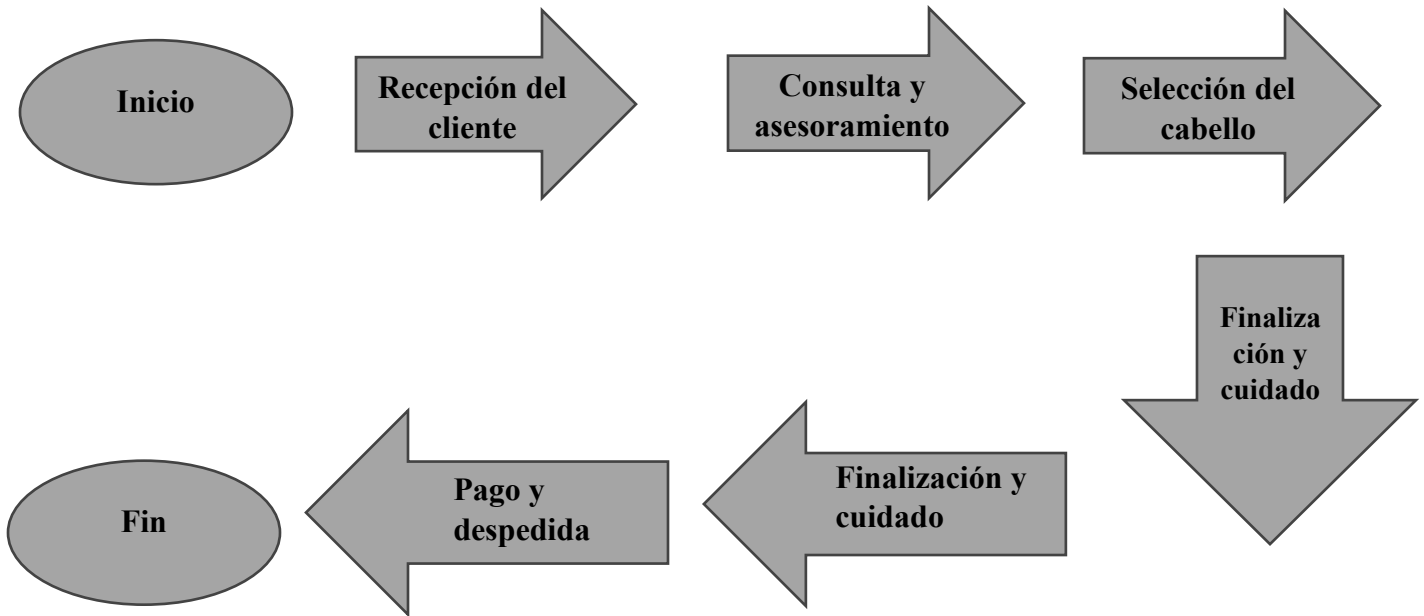 Inicio
Recepción del
cliente
Consulta y
asesoramiento
Selección del
cabello
Finaliza
ción y
cuidado
Finalización y
cuidado
Pago y
despedida
Fin